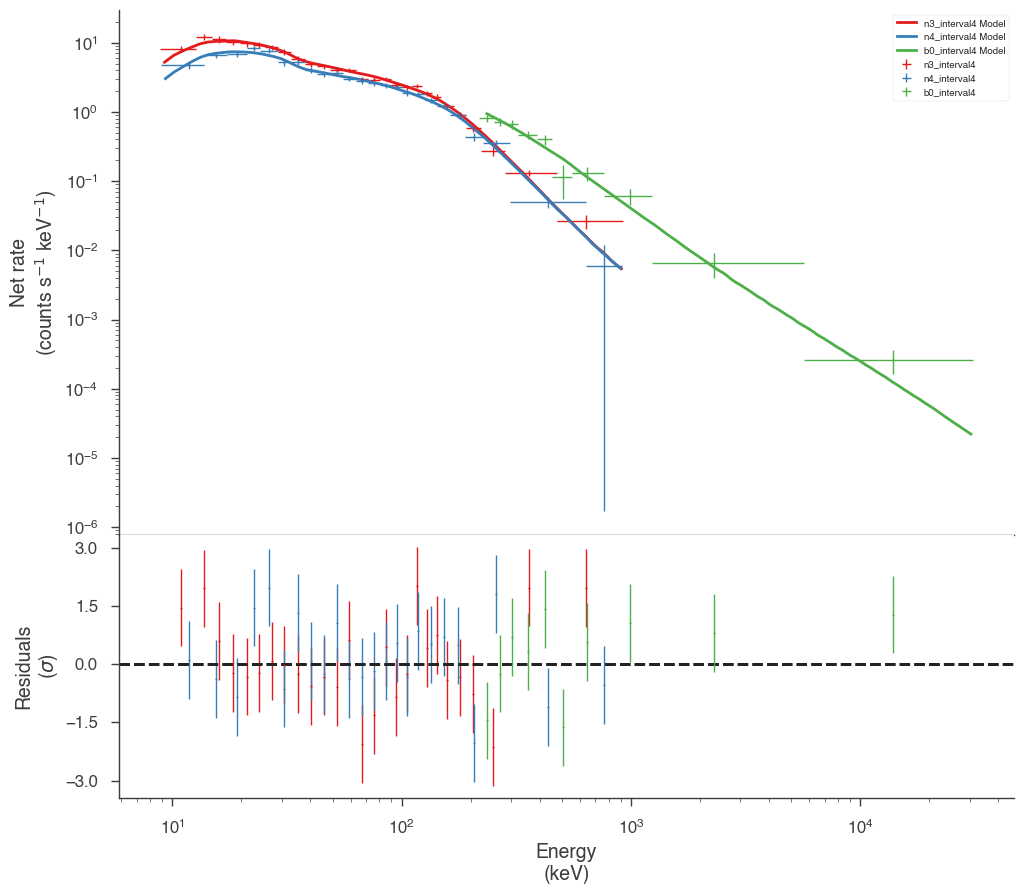 n3_interval4 Model
n4_interval4 Model
b0_interval4 Model
n3_interval4
n4_interval4
b0_interval4
10¹
10⁰
10⁻¹
10⁻²
10⁻³
10⁻⁴
10⁻⁵
10⁻⁶
Net rate
(counts s⁻¹ keV⁻¹)
3.0
1.5
0.0
−1.5
−3.0
Residuals
(σ)
10¹ 10² 10³ 10⁴
Energy
(keV)